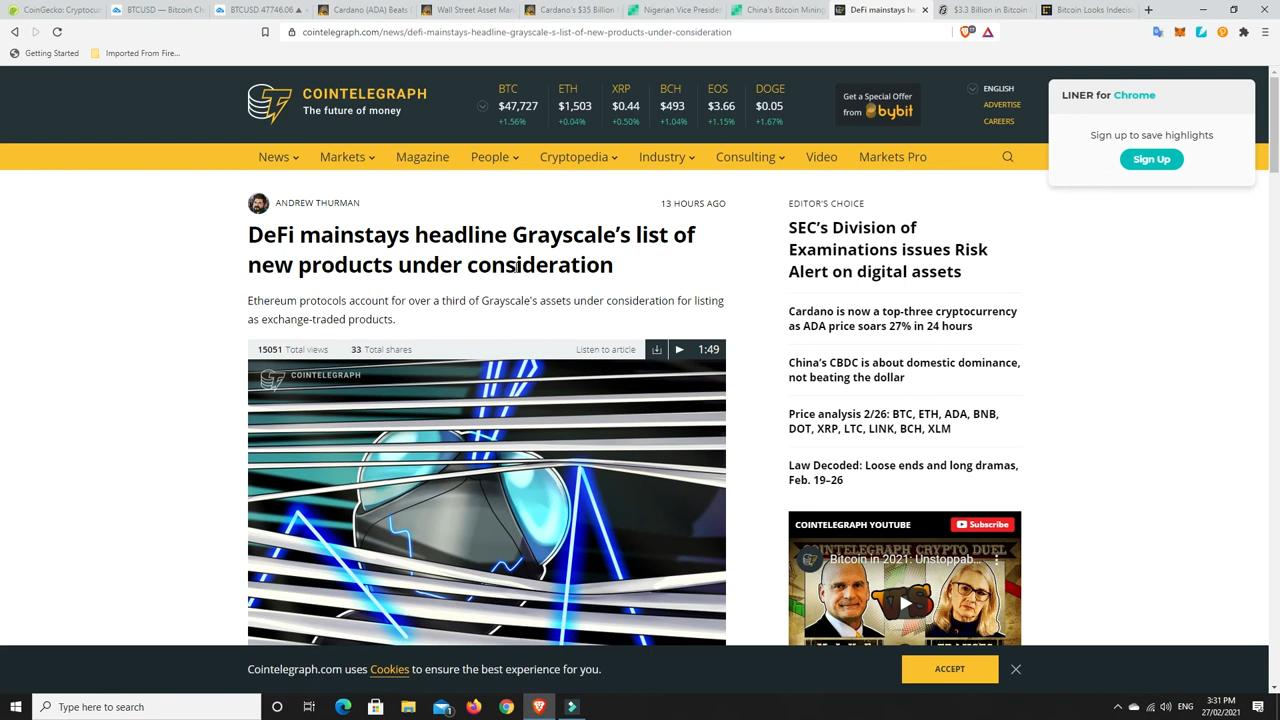 CoinGecko: Cryptocurr
BTCUSD — Bitcoin Ch
BTCUSD 47746.06
Cardano (ADA) Beats
Wall Street Asset Mar
Cardano's $35 Billion
Nigerian Vice Presider
China's Bitcoin Mining
DeFi mainstays he
$3.3 Billion in Bitcoin
Bitcoin Looks Indecis
cointelegraph.com/news/defi-mainstays-headline-grayscale-s-list-of-new-products-under-consideration
Getting Started
Imported From Fire...
COINTELEGRAPH
The future of money
BTC ETH XRP BCH EOS DOGE
$47,727 $1,503 $0.44 $493 $3.66 $0.05
+1.56% +0.04% +0.50% +1.04% +1.15% +1.67%
Get a Special Offer
from bybit
ENGLISH
ADVERTISE
CAREERS
LINER for Chrome
Sign up to save highlights
Sign Up
News Markets Magazine People Cryptopedia Industry Consulting Video Markets Pro
ANDREW THURMAN
13 HOURS AGO
DeFi mainstays headline Grayscale's list of
new products under consideration
Ethereum protocols account for over a third of Grayscale's assets under consideration for listing
as exchange-traded products.
15051 Total views 33 Total shares Listen to article 1:49
COINTELEGRAPH
EDITOR'S CHOICE
SEC's Division of
Examinations issues Risk
Alert on digital assets
Cardano is now a top-three cryptocurrency
as ADA price soars 27% in 24 hours
China's CBDC is about domestic dominance,
not beating the dollar
Price analysis 2/26: BTC, ETH, ADA, BNB,
DOT, XRP, LTC, LINK, BCH, XLM
Law Decoded: Loose ends and long dramas,
Feb. 19–26
COINTELEGRAPH YOUTUBE
Subscribe
COINTELEGRAPH CRYPTO DUEL
Bitcoin in 2021: Unstoppab...
VS
Cointelegraph.com uses Cookies to ensure the best experience for you.
ACCEPT
Type here to search
ENG
3:31 PM
27/02/2021